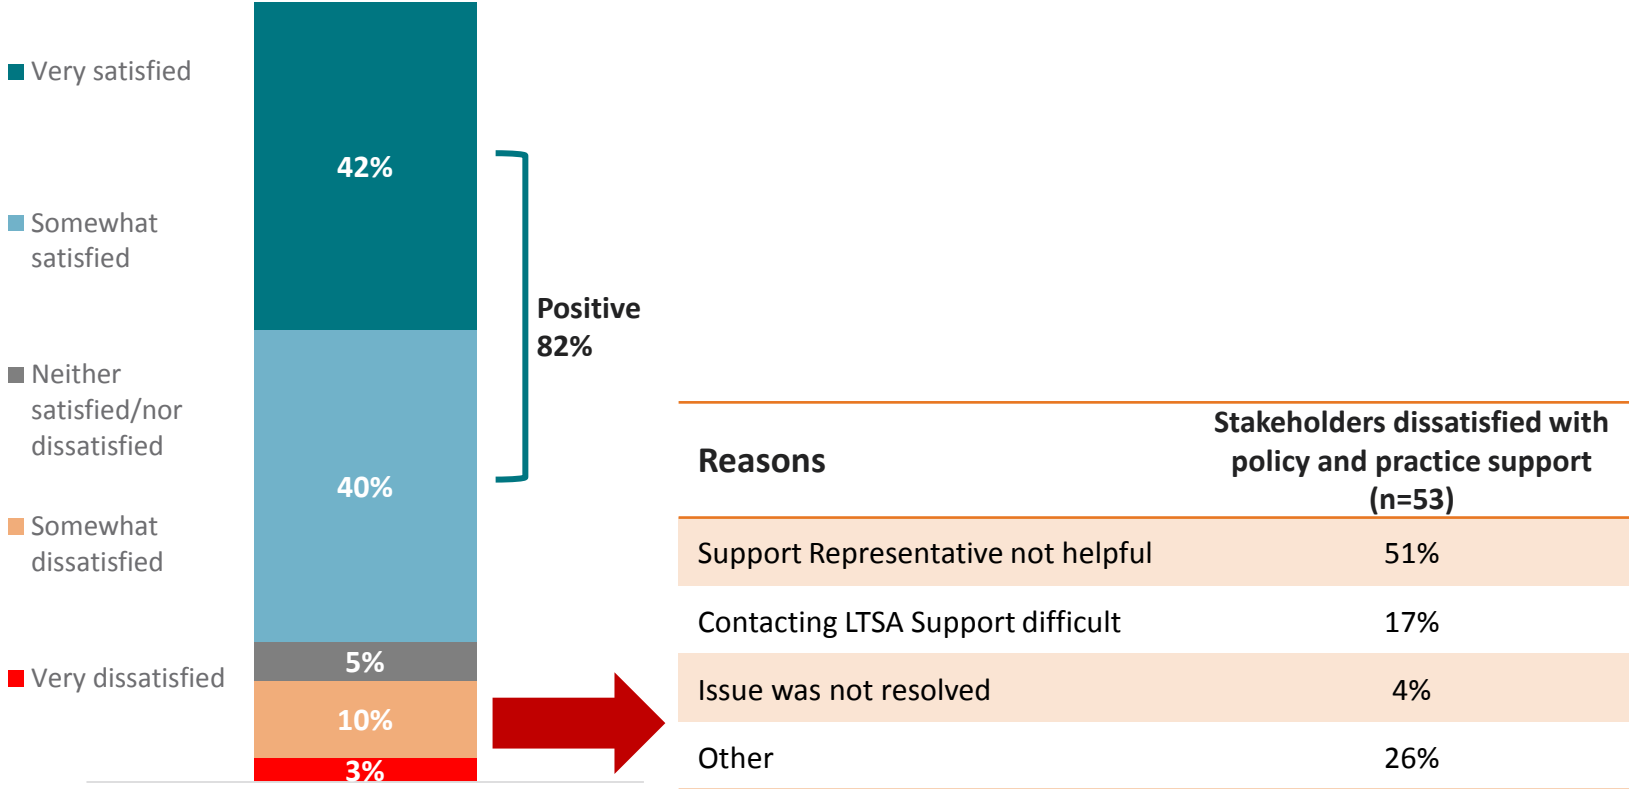 Very satisfied
Somewhat
satisfied
Neither
satisfied/nor
dissatisfied
Somewhat
dissatisfied
Very dissatisfied
42%
40%
5%
10%
3%
Positive
82%
Reasons
Stakeholders dissatisfied with
policy and practice support
(n=53)
Support Representative not helpful 51%
Contacting LTSA Support difficult 17%
Issue was not resolved 4%
Other 26%